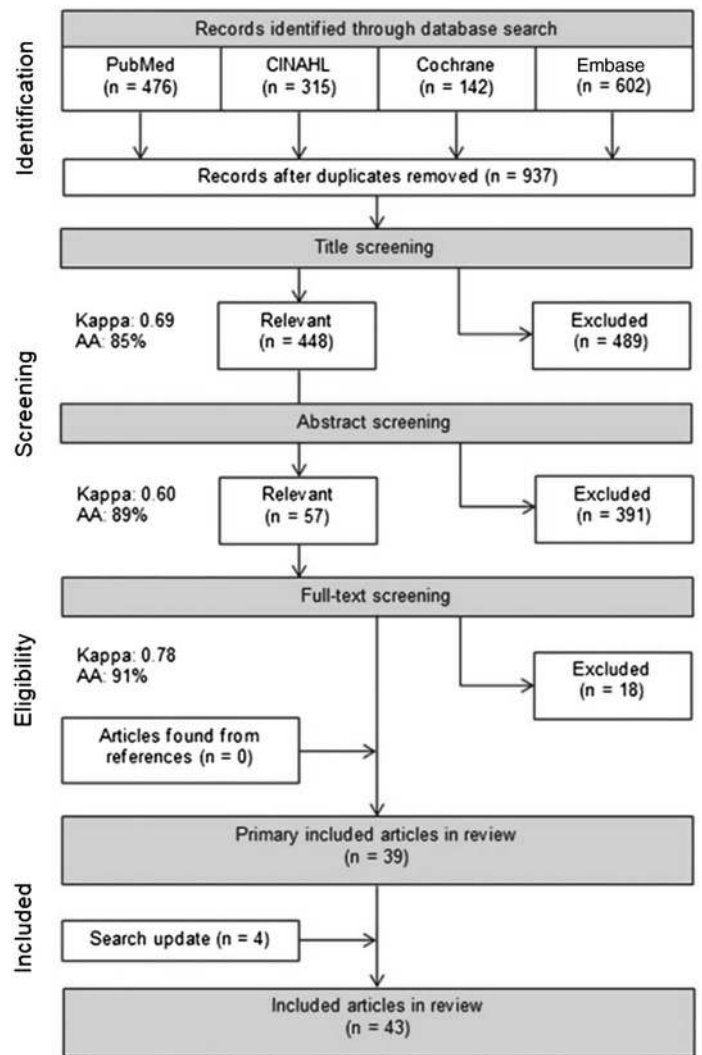 Identification
Records identified through database search
PubMed
(n = 476)
CINAHL
(n = 315)
Cochrane
(n = 142)
Embase
(n = 602)
Records after duplicates removed (n = 937)
Screening
Title screening
Kappa: 0.69
AA: 85%
Relevant
(n = 448)
Excluded
(n = 489)
Abstract screening
Kappa: 0.60
AA: 89%
Relevant
(n = 57)
Excluded
(n = 391)
Eligibility
Full-text screening
Kappa: 0.78
AA: 91%
Excluded
(n = 18)
Articles found from
references (n = 0)
Included
Primary included articles in review
(n = 39)
Search update (n = 4)
Included articles in review
(n = 43)